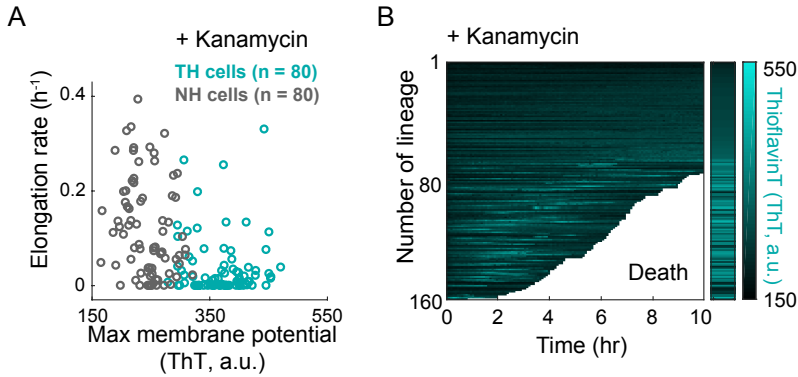 A
+ Kanamycin
TH cells (n = 80)
NH cells (n = 80)
Elongation rate (h⁻¹)
0.4
0.2
0
150
350
550
Max membrane potential
(ThT, a.u.)
B
+ Kanamycin
Number of lineage
1
80
160
Death
0
2
4
6
8
10
Time (hr)
550
ThioflavinT (ThT, a.u.)
150